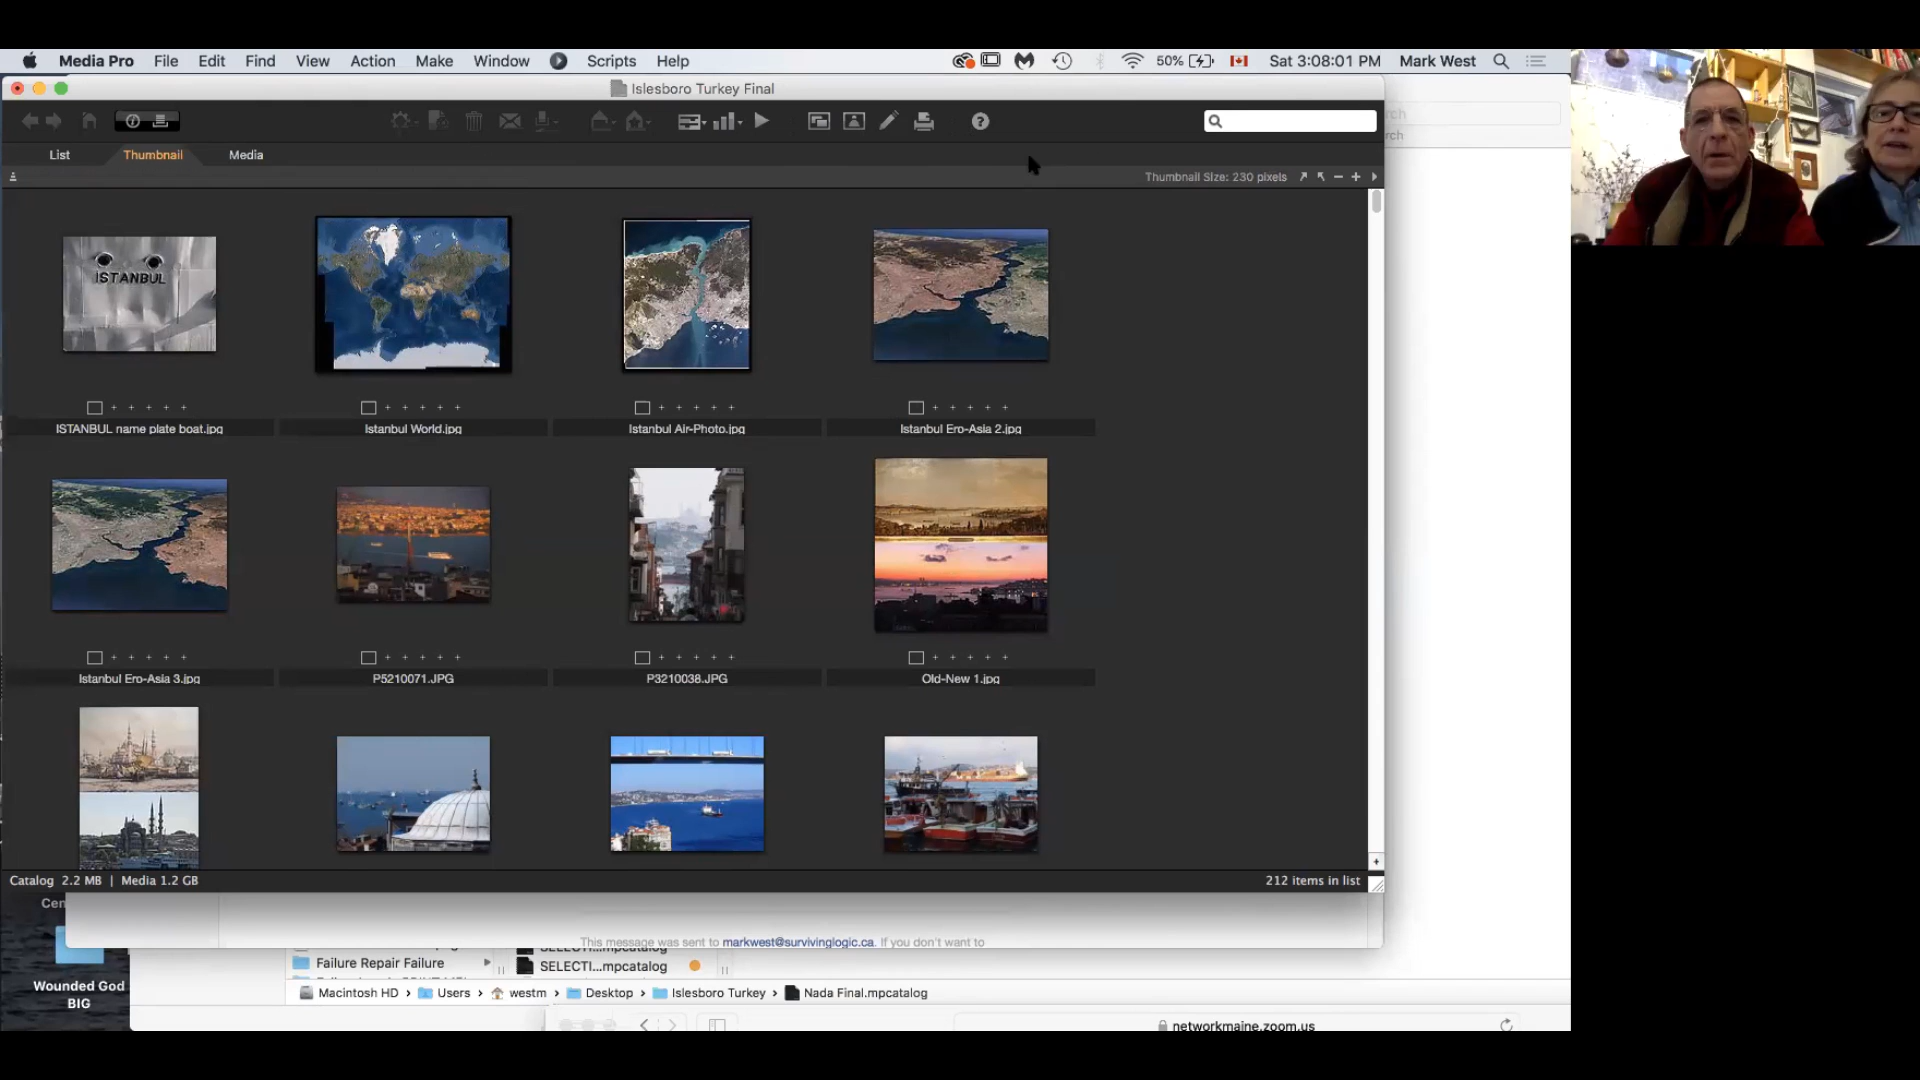 Media Pro File Edit Find View Action Make Window Scripts Help 50% Sat 3:08:01 PM Mark West
Islesboro Turkey Final
List Thumbnail Media
Thumbnail Size: 230 pixels
ISTANBUL
ISTANBUL name plate boat.jpg Istanbul World.jpg Istanbul Air-Photo.jpg Istanbul Ero-Asia 2.jpg
Istanbul Ero-Asia 3.jpg P5210071.JPG P3210038.JPG Old-New 1.jpg
Catalog 2.2 MB | Media 1.2 GB 212 items in list
Cen
This message was sent to markwest@survivinglogic.ca. If you don't want to
Failure Repair Failure SELECTI...mpcatalog
Wounded God
BIG
Macintosh HD › Users › westm › Desktop › Islesboro Turkey › Nada Final.mpcatalog
networkmaine.zoom.us